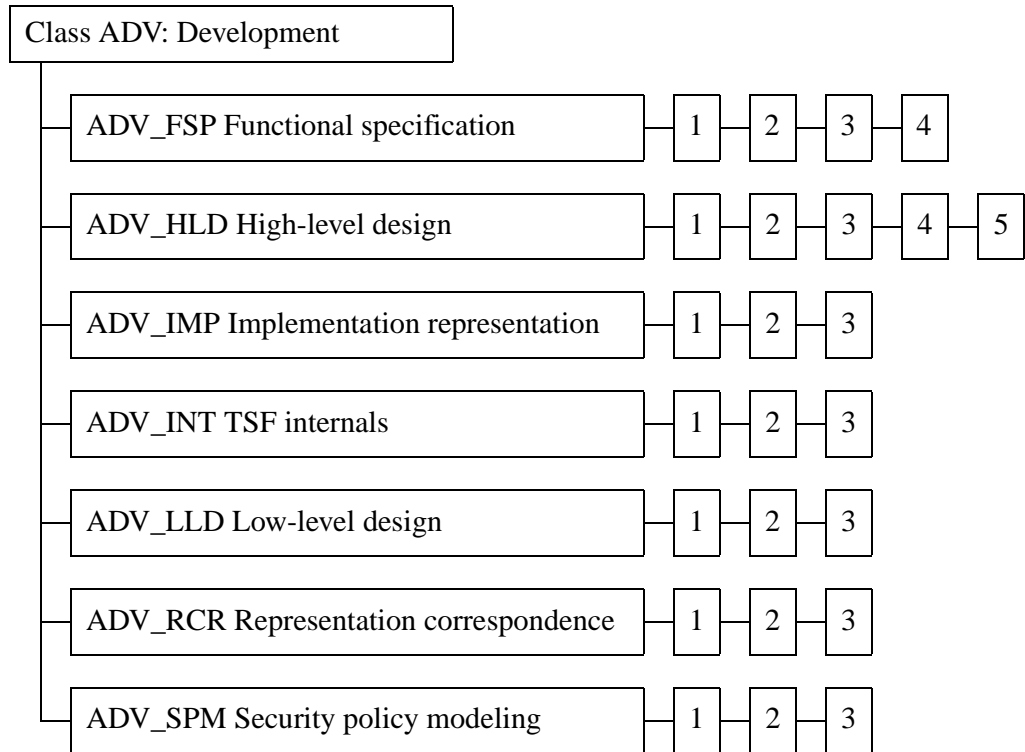 Class ADV: Development
ADV_FSP Functional specification 1 2 3 4
ADV_HLD High-level design 1 2 3 4 5
ADV_IMP Implementation representation 1 2 3
ADV_INT TSF internals 1 2 3
ADV_LLD Low-level design 1 2 3
ADV_RCR Representation correspondence 1 2 3
ADV_SPM Security policy modeling 1 2 3